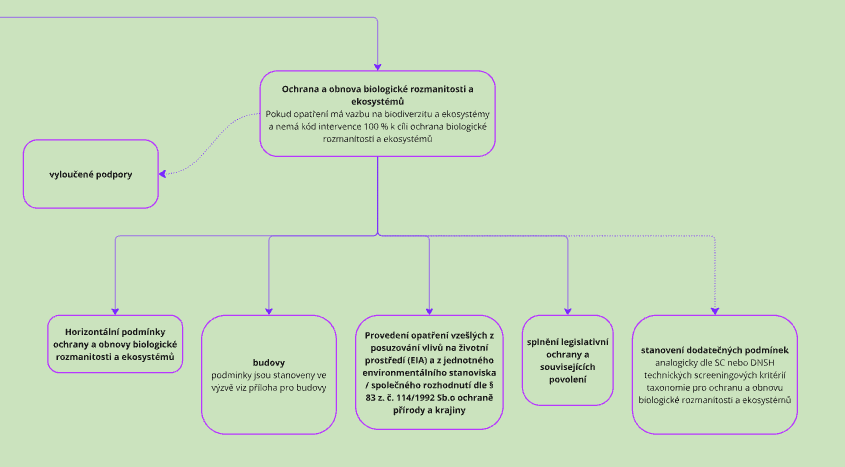 Ochrana a obnova biologické rozmanitosti a
ekosystémů
Pokud opatření má vazbu na biodiverzitu a ekosystémy
a nemá kód intervence 100 % k cíli ochrana biologické
rozmanitosti a ekosystémů
vyloučené podpory
Horizontální podmínky
ochrany a obnovy biologické
rozmanitosti a ekosystémů
budovy
podmínky jsou stanoveny ve
výzvě viz příloha pro budovy
Provedení opatření vzešlých z
posuzování vlivů na životní
prostředí (EIA) a z jednotného
environmentálního stanoviska
/ společného rozhodnutí dle §
83 z. č. 114/1992 Sb.o ochraně
přírody a krajiny
splnění legislativní
ochrany a
souvisejících
povolení
stanovení dodatečných podmínek
analogicky dle SC nebo DNSH
technických screeningových kritérií
taxonomie pro ochranu a obnovu
biologické rozmanitosti a ekosystémů